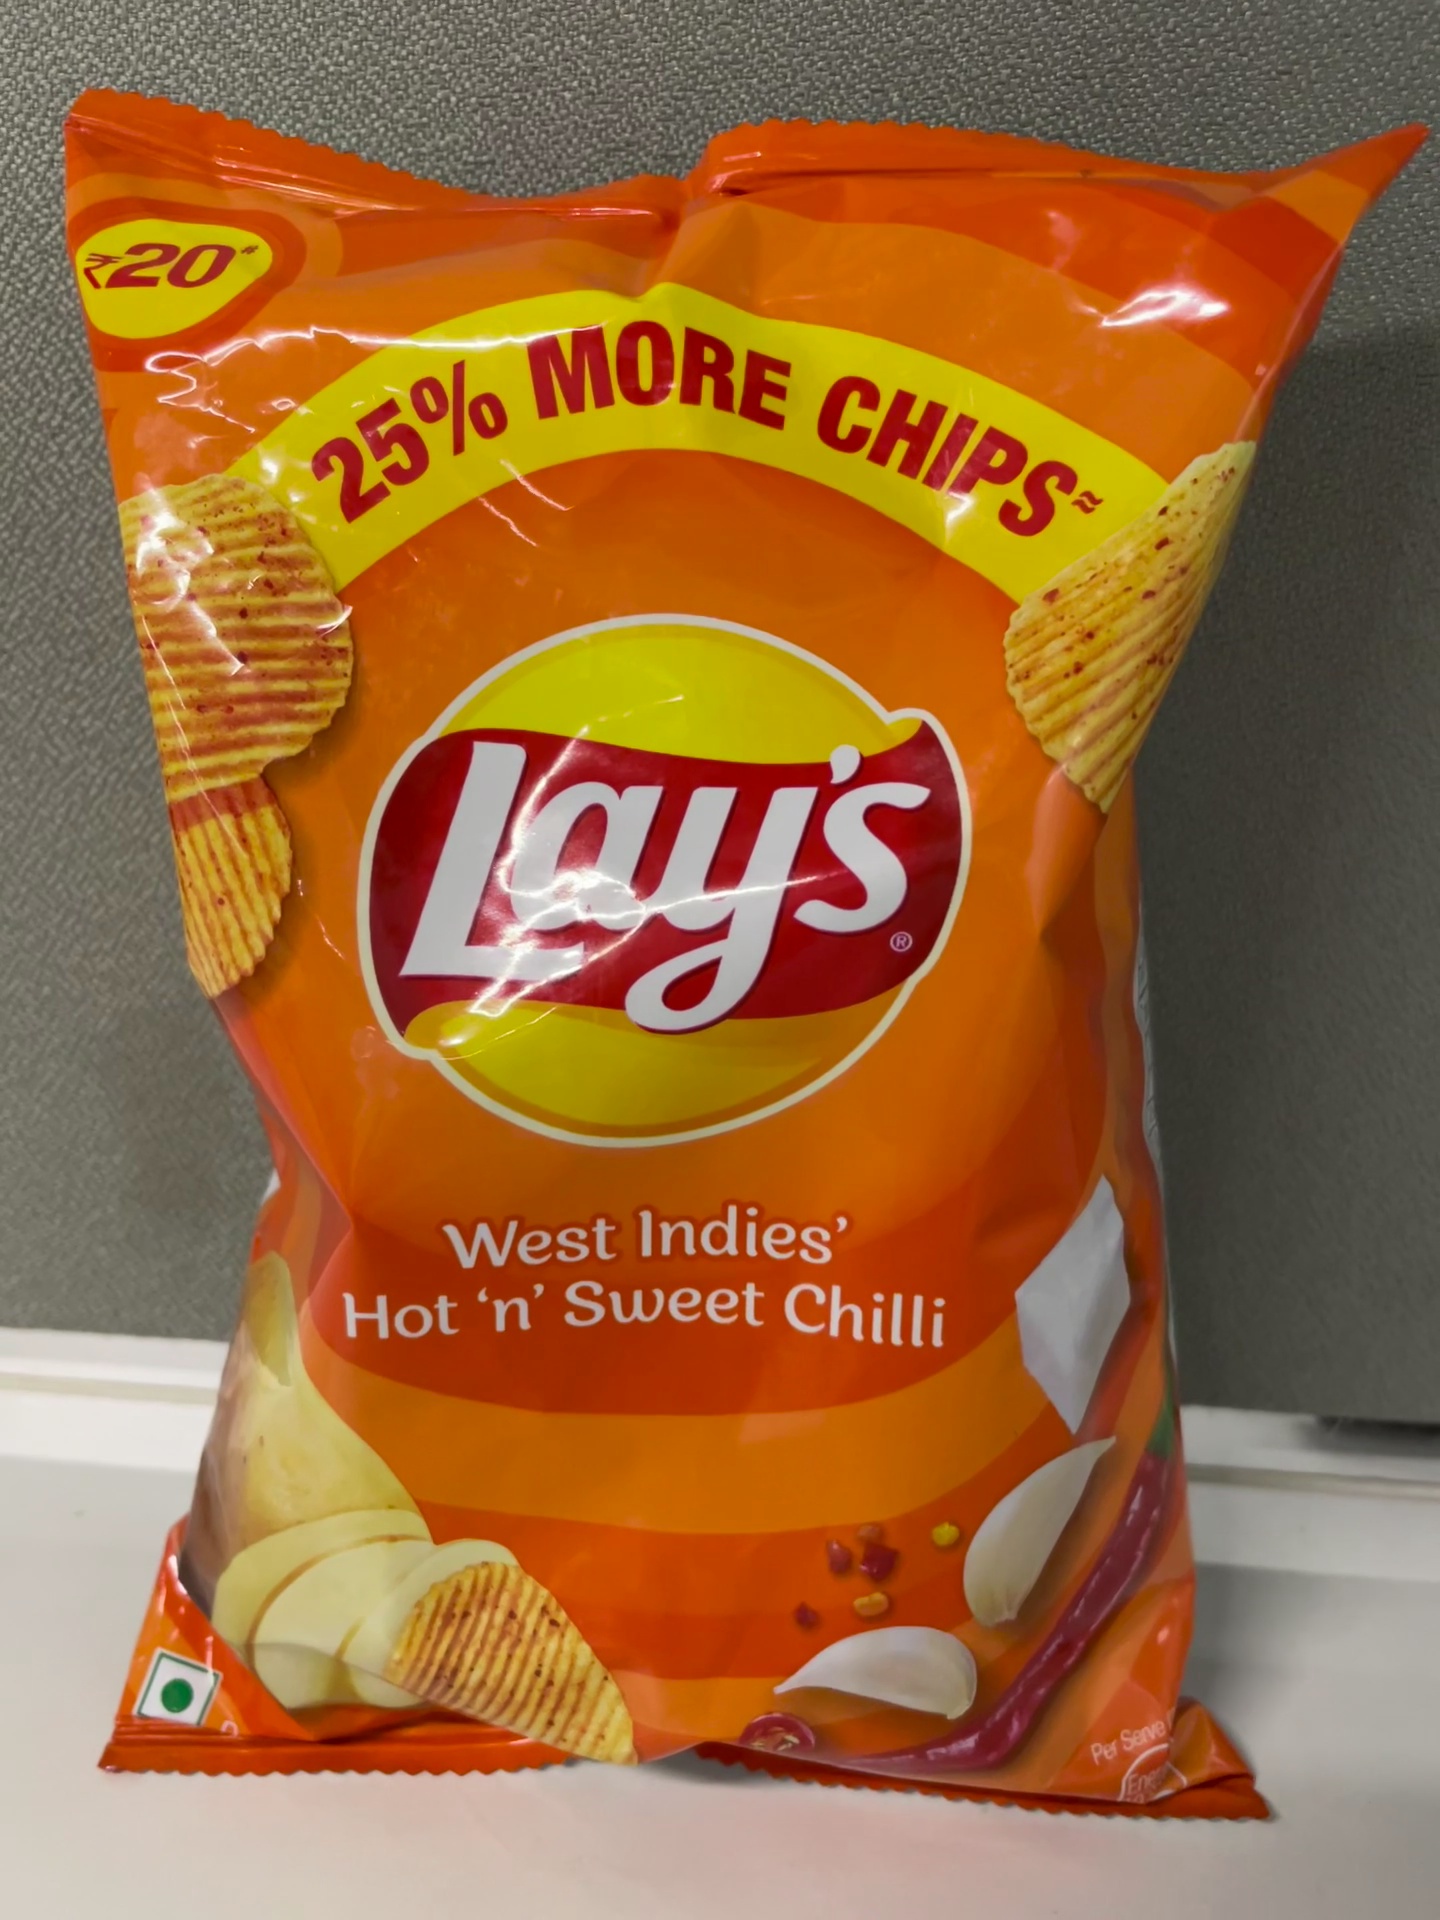 ₹20*
25% MORE CHIPS≈
Lay's®
West Indies'
Hot 'n' Sweet Chilli
Per Serve